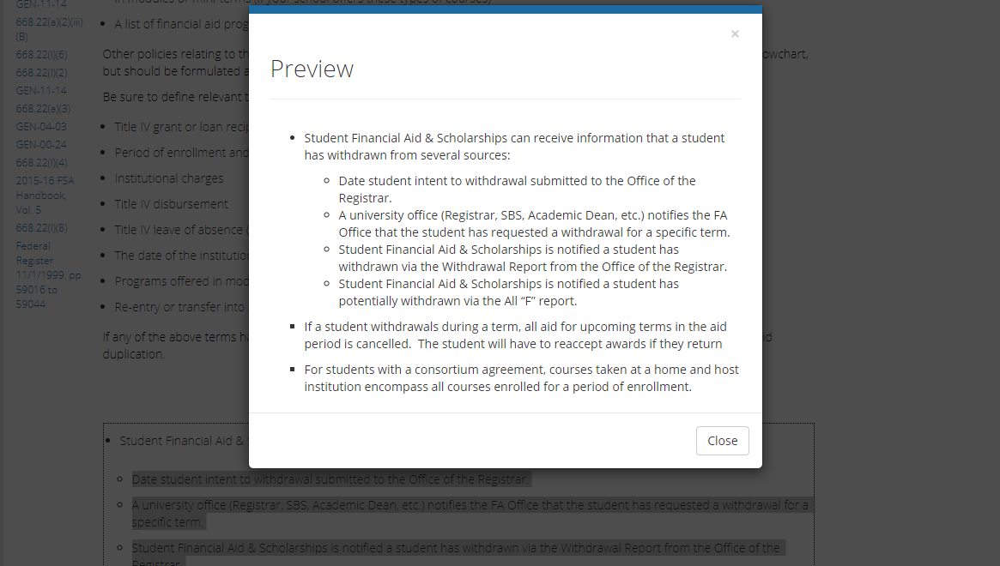 in modules or mini-terms (if your school offers these types of courses)
GEN-11-14
668.22(a)(2)(iii)
(B)
668.22(l)(6)
668.22(l)(2)
GEN-11-14
668.22(a)(3)
GEN-04-03
GEN-00-24
668.22(l)(4)
2015-16 FSA
Handbook,
Vol. 5
668.22(l)(8)
Federal
Register
11/1/1999, pp.
59016 to
59044
• A list of financial aid prog
Other policies relating to th
owchart,
but should be formulated a
Be sure to define relevant t
• Title IV grant or loan recip
• Period of enrollment and
• Institutional charges
• Title IV disbursement
• Title IV leave of absence (
• The date of the institutio
• Programs offered in mod
• Re-entry or transfer into
If any of the above terms ha
id
duplication.
×
Preview
• Student Financial Aid & Scholarships can receive information that a student
has withdrawn from several sources:
◦ Date student intent to withdrawal submitted to the Office of the
Registrar.
◦ A university office (Registrar, SBS, Academic Dean, etc.) notifies the FA
Office that the student has requested a withdrawal for a specific term.
◦ Student Financial Aid & Scholarships is notified a student has
withdrawn via the Withdrawal Report from the Office of the Registrar.
◦ Student Financial Aid & Scholarships is notified a student has
potentially withdrawn via the All “F” report.
▪ If a student withdrawals during a term, all aid for upcoming terms in the aid
period is cancelled.  The student will have to reaccept awards if they return
▪ For students with a consortium agreement, courses taken at a home and host
institution encompass all courses enrolled for a period of enrollment.
Close
• Student Financial Aid &
◦ Date student intent to withdrawal submitted to the Office of the Registrar.
◦ A university office (Registrar, SBS, Academic Dean, etc.) notifies the FA Office that the student has requested a withdrawal for a
specific term.
◦ Student Financial Aid & Scholarships is notified a student has withdrawn via the Withdrawal Report from the Office of the
Registrar.